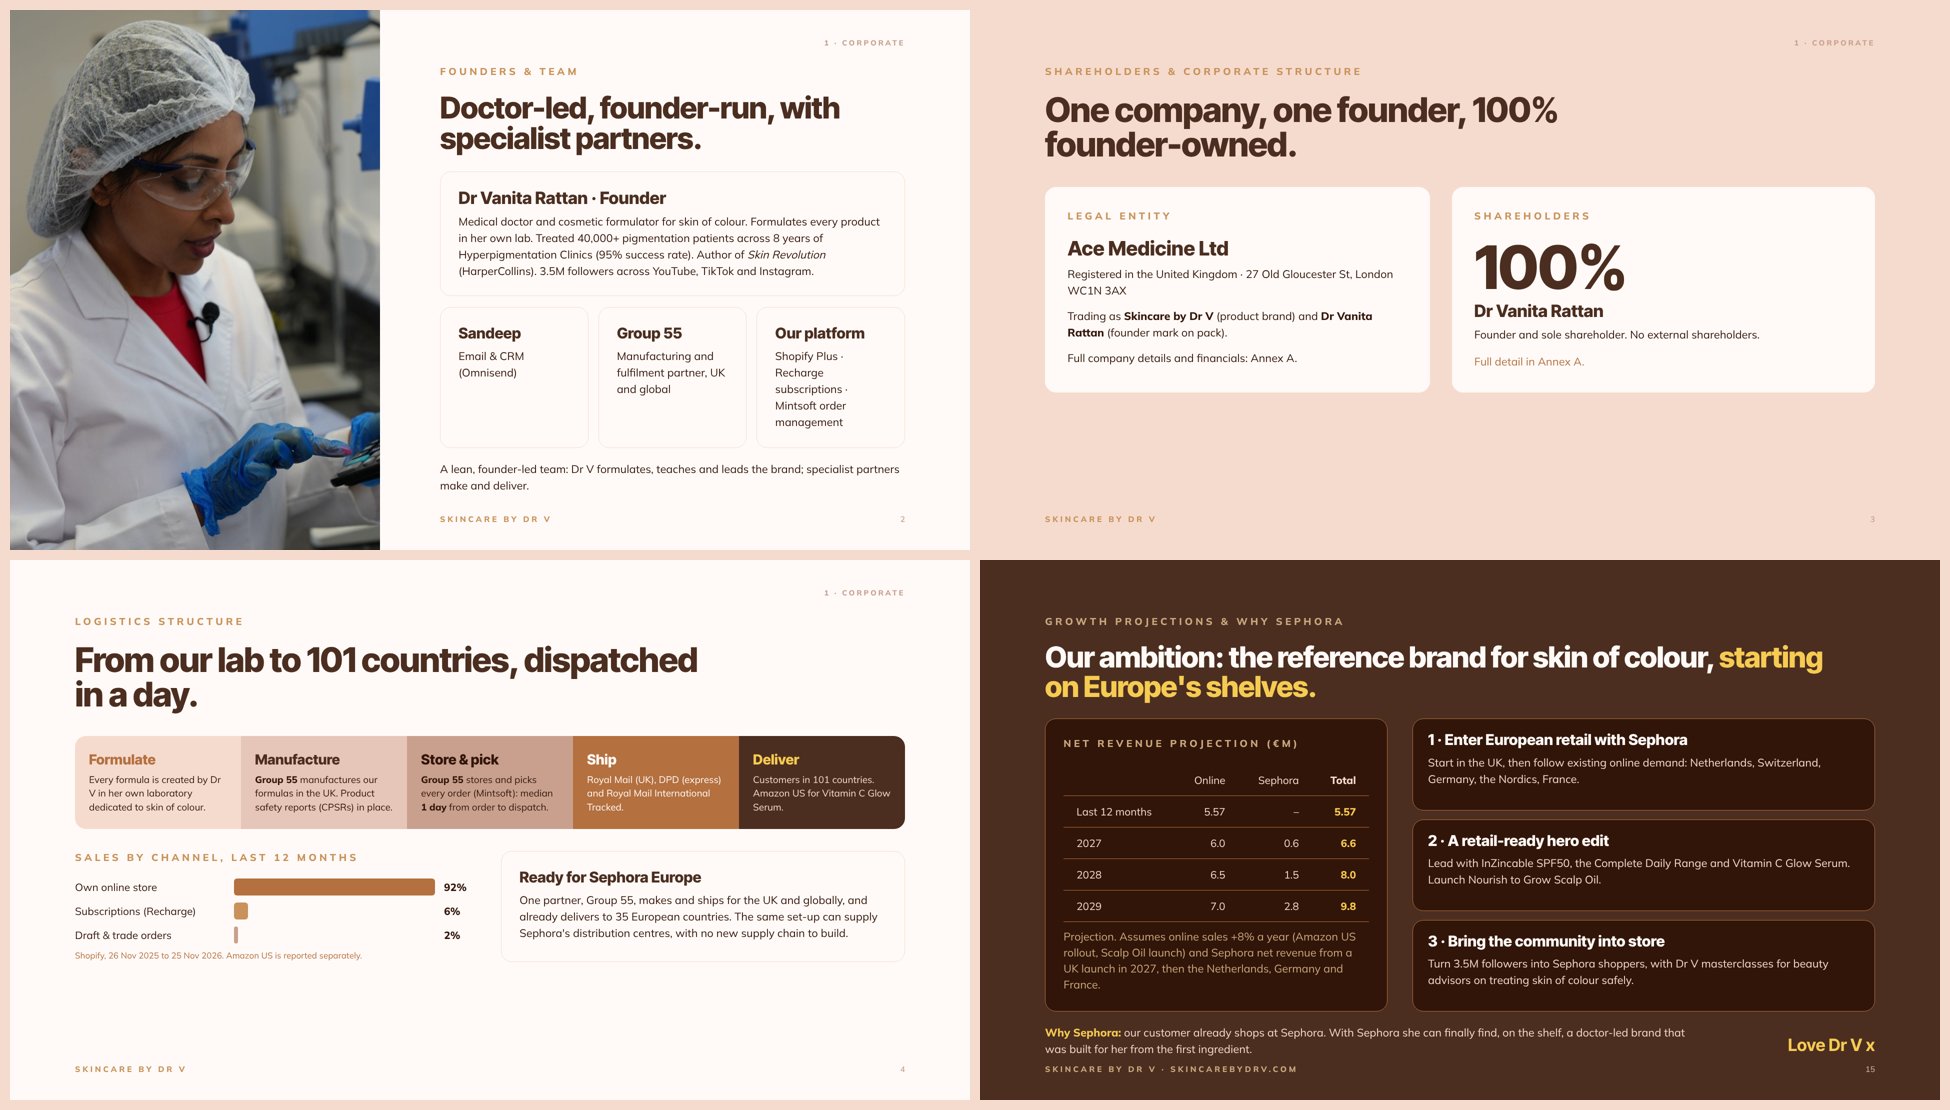 1 · CORPORATE
FOUNDERS & TEAM
Doctor-led, founder-run, with
specialist partners.
Dr Vanita Rattan · Founder
Medical doctor and cosmetic formulator for skin of colour. Formulates every product
in her own lab. Treated 40,000+ pigmentation patients across 8 years of
Hyperpigmentation Clinics (95% success rate). Author of Skin Revolution
(HarperCollins). 3.5M followers across YouTube, TikTok and Instagram.
Sandeep
Email & CRM
(Omnisend)
Group 55
Manufacturing and
fulfilment partner, UK
and global
Our platform
Shopify Plus ·
Recharge
subscriptions ·
Mintsoft order
management
A lean, founder-led team: Dr V formulates, teaches and leads the brand; specialist partners
make and deliver.
SKINCARE BY DR V
2
1 · CORPORATE
SHAREHOLDERS & CORPORATE STRUCTURE
One company, one founder, 100%
founder-owned.
LEGAL ENTITY
Ace Medicine Ltd
Registered in the United Kingdom · 27 Old Gloucester St, London
WC1N 3AX
Trading as Skincare by Dr V (product brand) and Dr Vanita
Rattan (founder mark on pack).
Full company details and financials: Annex A.
SHAREHOLDERS
100%
Dr Vanita Rattan
Founder and sole shareholder. No external shareholders.
Full detail in Annex A.
SKINCARE BY DR V
3
1 · CORPORATE
LOGISTICS STRUCTURE
From our lab to 101 countries, dispatched
in a day.
Formulate
Every formula is created by Dr
V in her own laboratory
dedicated to skin of colour.
Manufacture
Group 55 manufactures our
formulas in the UK. Product
safety reports (CPSRs) in place.
Store & pick
Group 55 stores and picks
every order (Mintsoft): median
1 day from order to dispatch.
Ship
Royal Mail (UK), DPD (express)
and Royal Mail International
Tracked.
Deliver
Customers in 101 countries.
Amazon US for Vitamin C Glow
Serum.
SALES BY CHANNEL, LAST 12 MONTHS
Own online store 92%
Subscriptions (Recharge) 6%
Draft & trade orders 2%
Shopify, 26 Nov 2025 to 25 Nov 2026. Amazon US is reported separately.
Ready for Sephora Europe
One partner, Group 55, makes and ships for the UK and globally, and
already delivers to 35 European countries. The same set-up can supply
Sephora's distribution centres, with no new supply chain to build.
SKINCARE BY DR V
4
GROWTH PROJECTIONS & WHY SEPHORA
Our ambition: the reference brand for skin of colour, starting
on Europe's shelves.
NET REVENUE PROJECTION (€M)
Online Sephora Total
Last 12 months 5.57 – 5.57
2027 6.0 0.6 6.6
2028 6.5 1.5 8.0
2029 7.0 2.8 9.8
Projection. Assumes online sales +8% a year (Amazon US
rollout, Scalp Oil launch) and Sephora net revenue from a
UK launch in 2027, then the Netherlands, Germany and
France.
1 · Enter European retail with Sephora
Start in the UK, then follow existing online demand: Netherlands, Switzerland,
Germany, the Nordics, France.
2 · A retail-ready hero edit
Lead with InZincable SPF50, the Complete Daily Range and Vitamin C Glow Serum.
Launch Nourish to Grow Scalp Oil.
3 · Bring the community into store
Turn 3.5M followers into Sephora shoppers, with Dr V masterclasses for beauty
advisors on treating skin of colour safely.
Why Sephora: our customer already shops at Sephora. With Sephora she can finally find, on the shelf, a doctor-led brand that
was built for her from the first ingredient.
Love Dr V x
SKINCARE BY DR V · SKINCAREBYDRV.COM
15